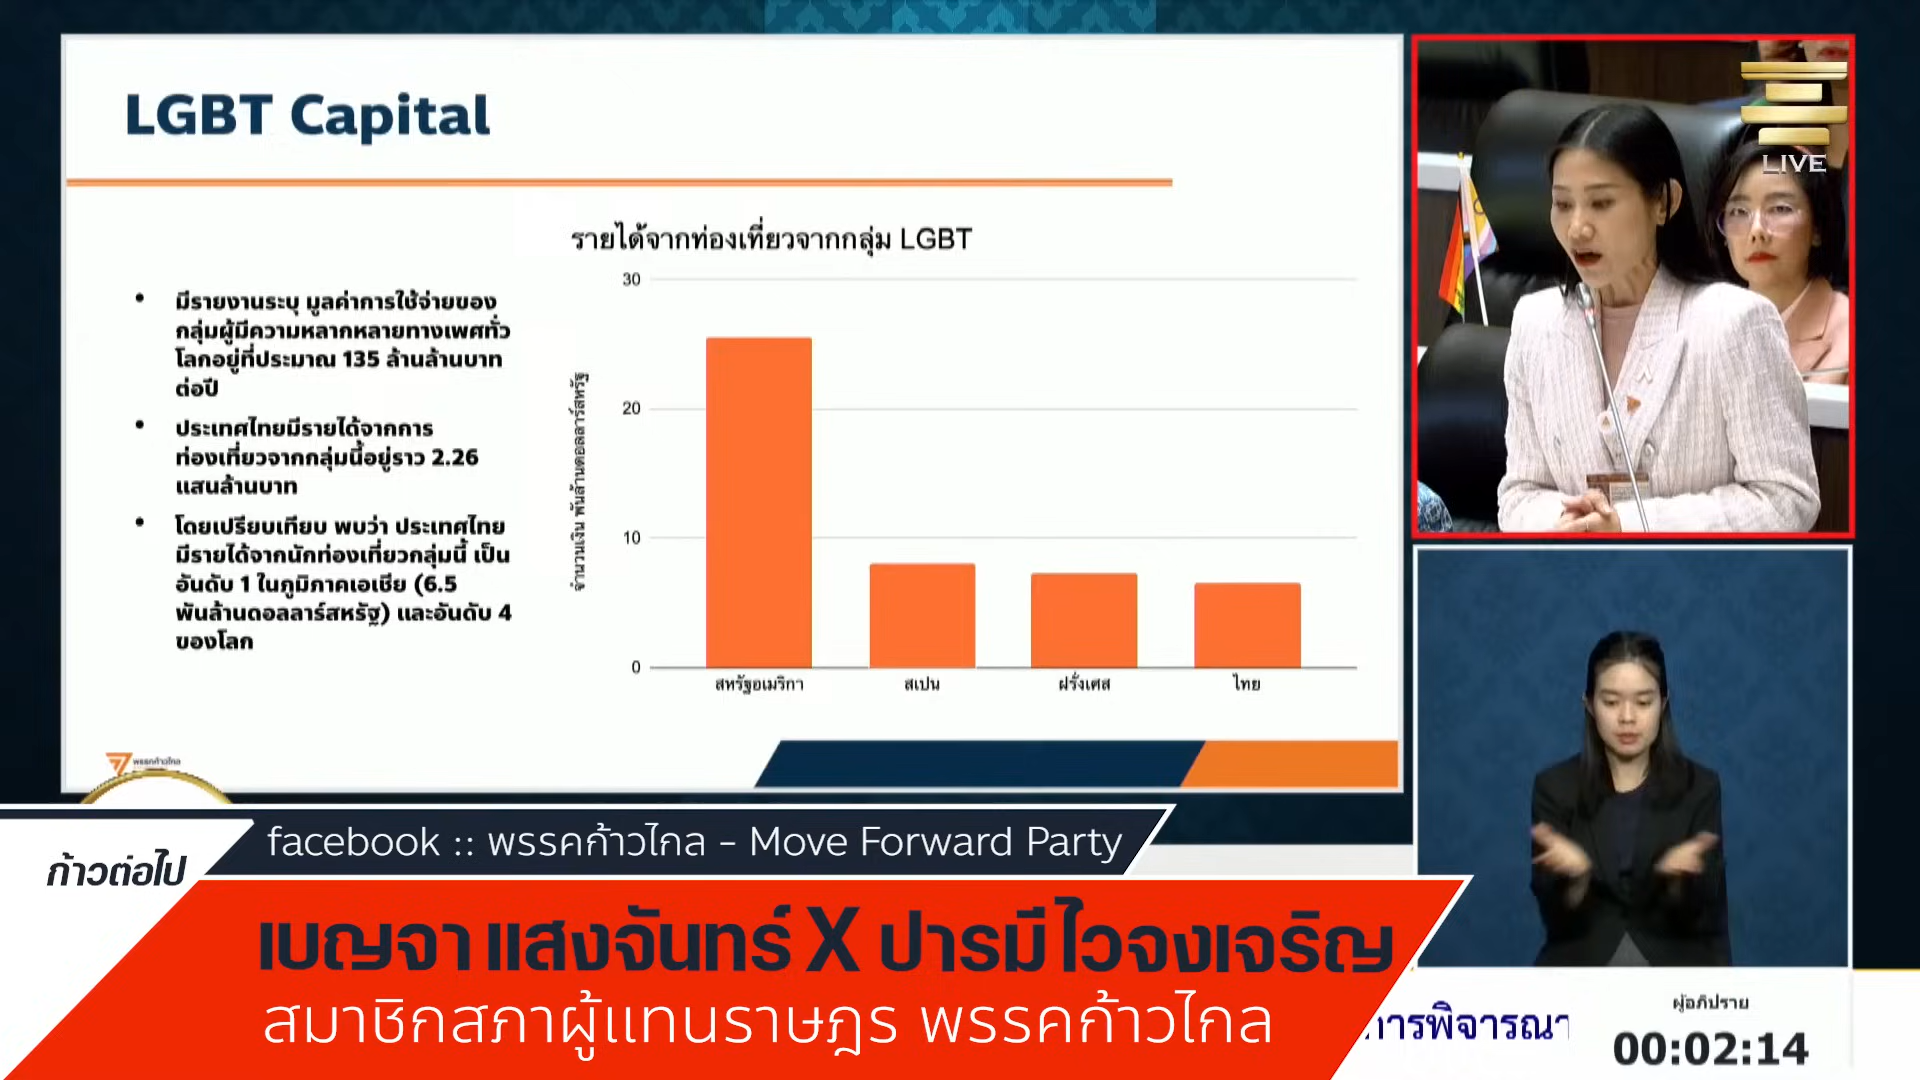 LGBT Capital
รายได้จากท่องเที่ยวจากกลุ่ม LGBT
• มีรายงานระบุ มูลค่าการใช้จ่ายของ
กลุ่มผู้มีความหลากหลายทางเพศทั่ว
โลกอยู่ที่ประมาณ 135 ล้านล้านบาท
ต่อปี
• ประเทศไทยมีรายได้จากการ
ท่องเที่ยวจากกลุ่มนี้อยู่ราว 2.26
แสนล้านบาท
• โดยเปรียบเทียบ พบว่า ประเทศไทย
มีรายได้จากนักท่องเที่ยวกลุ่มนี้ เป็น
อันดับ 1 ในภูมิภาคเอเชีย (6.5
พันล้านดอลลาร์สหรัฐ) และอันดับ 4
ของโลก
จำนวนเงิน พันล้านดอลลาร์สหรัฐ
30
20
10
0
สหรัฐอเมริกา
สเปน
ฝรั่งเศส
ไทย
พรรคก้าวไกล
LIVE
facebook :: พรรคก้าวไกล - Move Forward Party
ก้าวต่อไป
เบญจา แสงจันทร์ X ปารมี ไวจงเจริญ
สมาชิกสภาผู้แทนราษฎร พรรคก้าวไกล
การพิจารณา
ผู้อภิปราย
00:02:14